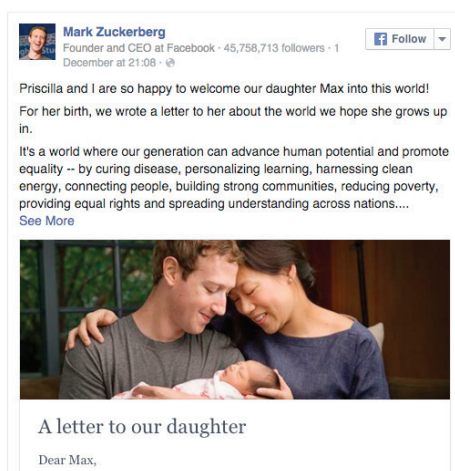 Mark Zuckerberg
Founder and CEO at Facebook · 45,758,713 followers · 1
December at 21:08 ·
Follow
Priscilla and I are so happy to welcome our daughter Max into this world!
For her birth, we wrote a letter to her about the world we hope she grows up
in.
It's a world where our generation can advance human potential and promote
equality -- by curing disease, personalizing learning, harnessing clean
energy, connecting people, building strong communities, reducing poverty,
providing equal rights and spreading understanding across nations....
See More
A letter to our daughter
Dear Max,